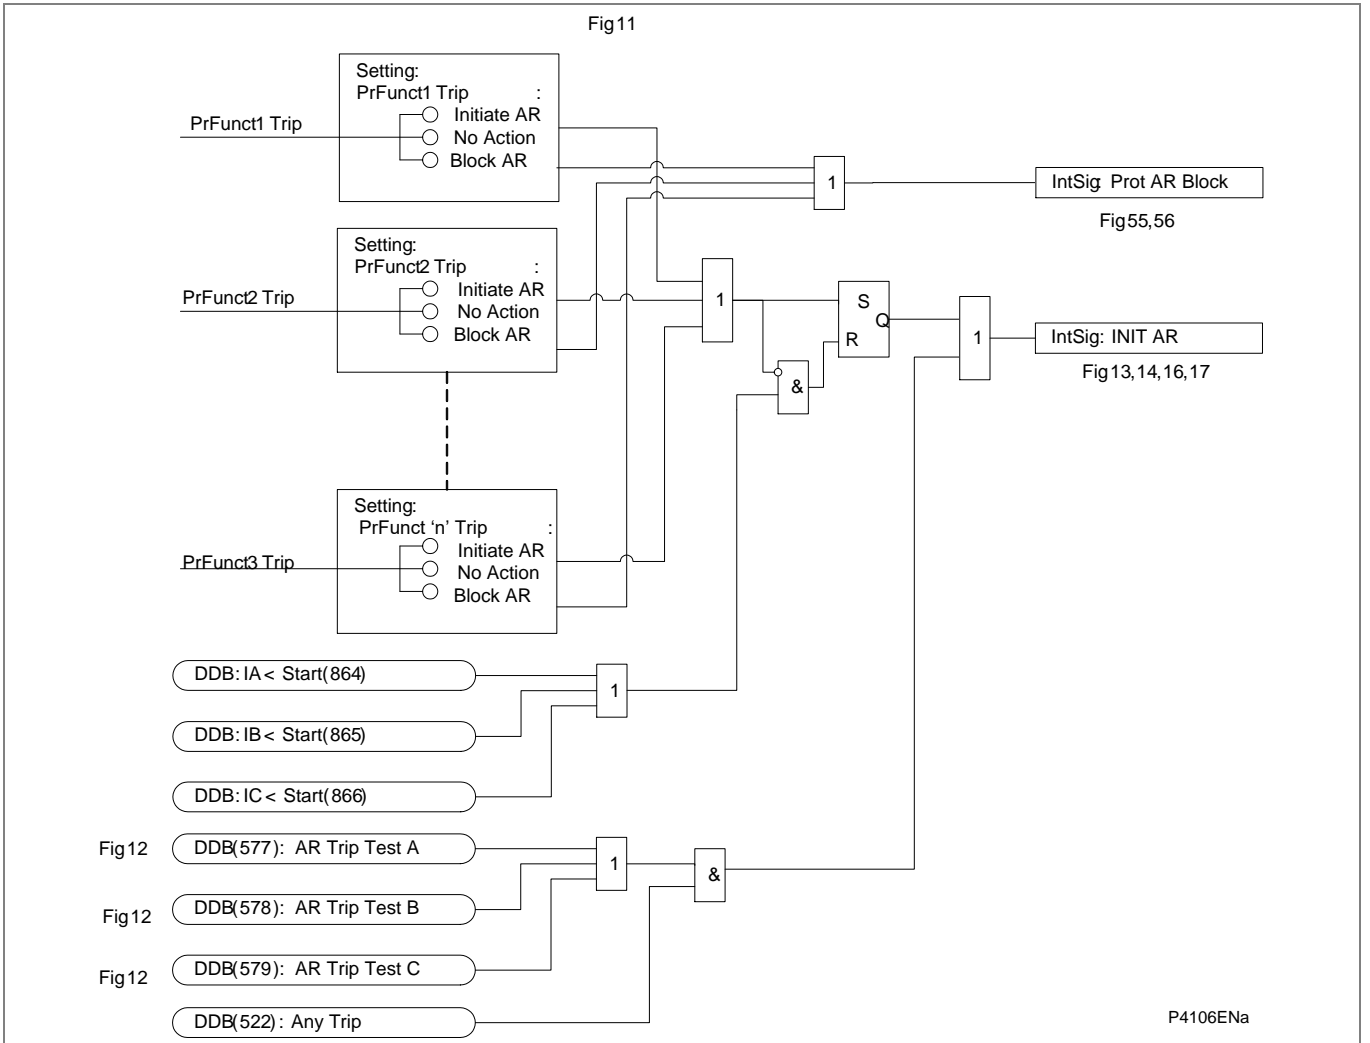 Fig11
Setting:
PrFunct1 Trip :
Initiate AR
No Action
Block AR
PrFunct1 Trip
1
IntSig: Prot AR Block
Fig55,56
Setting:
PrFunct2 Trip :
Initiate AR
No Action
Block AR
PrFunct2 Trip
1
S
Q
R
&
1
IntSig: INIT AR
Fig13,14,16,17
Setting:
PrFunct ‘n’ Trip :
Initiate AR
No Action
Block AR
PrFunct3 Trip
DDB: IA< Start(864)
1
DDB: IB< Start(865)
DDB: IC< Start(866)
Fig12
DDB(577): AR Trip Test A
1
&
Fig12
DDB(578): AR Trip Test B
Fig12
DDB(579): AR Trip Test C
DDB(522): Any Trip
P4106ENa